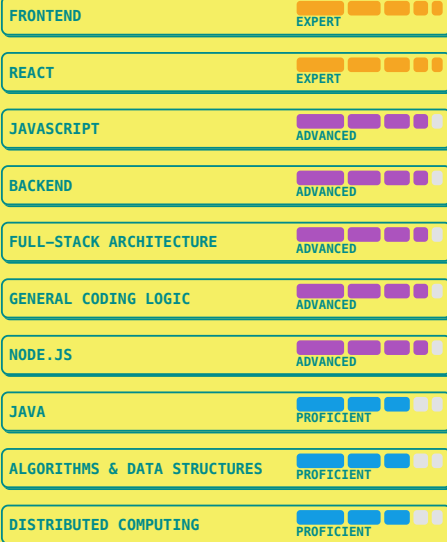 FRONTEND
EXPERT
REACT
EXPERT
JAVASCRIPT
ADVANCED
BACKEND
ADVANCED
FULL–STACK ARCHITECTURE
ADVANCED
GENERAL CODING LOGIC
ADVANCED
NODE.JS
ADVANCED
JAVA
PROFICIENT
ALGORITHMS & DATA STRUCTURES
PROFICIENT
DISTRIBUTED COMPUTING
PROFICIENT